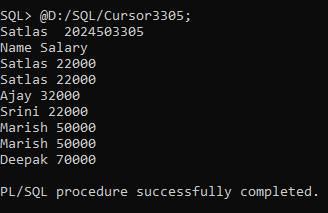 SQL> @D:/SQL/Cursor3305;
Satlas  2024503305
Name Salary
Satlas 22000
Satlas 22000
Ajay 32000
Srini 22000
Marish 50000
Marish 50000
Deepak 70000
PL/SQL procedure successfully completed.